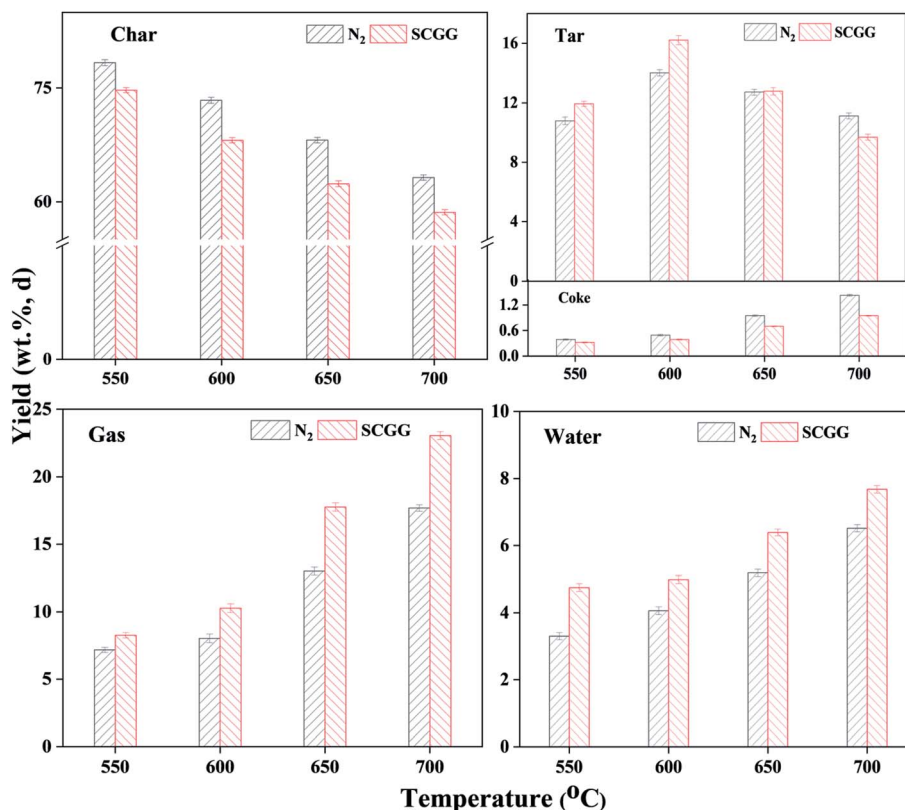 Char
N₂ SCGG
75
60
0
550 600 650 700
Tar
N₂ SCGG
16
12
8
4
0
Coke
1.2
0.6
0.0
550 600 650 700
Yield (wt.%, d)
Gas
N₂ SCGG
25
20
15
10
5
0
550 600 650 700
Water
N₂ SCGG
10
8
6
4
2
0
550 600 650 700
Temperature (°C)